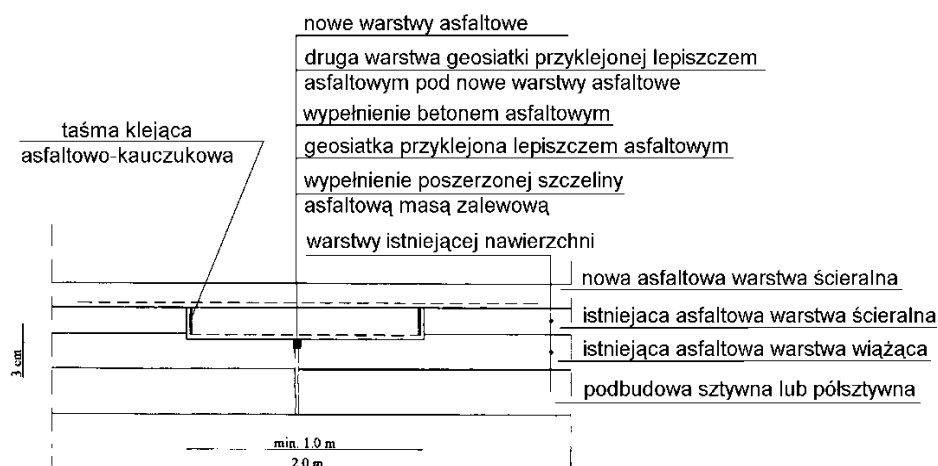 nowe warstwy asfaltowe
druga warstwa geosiatki przyklejonej lepiszczem
asfaltowym pod nowe warstwy asfaltowe
wypełnienie betonem asfaltowym
taśma klejąca
asfaltowo-kauczukowa
geosiatka przyklejona lepiszczem asfaltowym
wypełnienie poszerzonej szczeliny
asfaltową masą zalewową
warstwy istniejącej nawierzchni
nowa asfaltowa warstwa ścieralna
istniejaca asfaltowa warstwa ścieralna
istniejąca asfaltowa warstwa wiążąca
podbudowa sztywna lub półsztywna
3 cm
min. 1.0 m
2.0 m